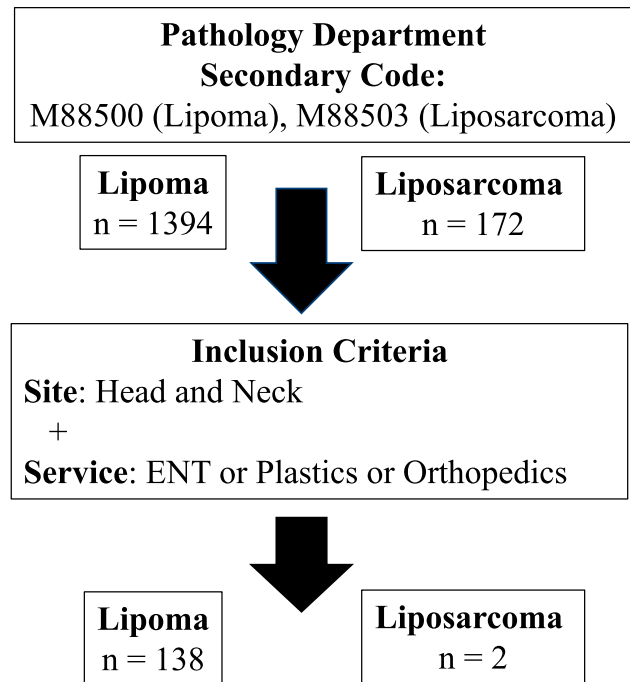 Pathology Department
Secondary Code:
M88500 (Lipoma), M88503 (Liposarcoma)
Lipoma
n = 1394
Liposarcoma
n = 172
Inclusion Criteria
Site: Head and Neck
+
Service: ENT or Plastics or Orthopedics
Lipoma
n = 138
Liposarcoma
n = 2